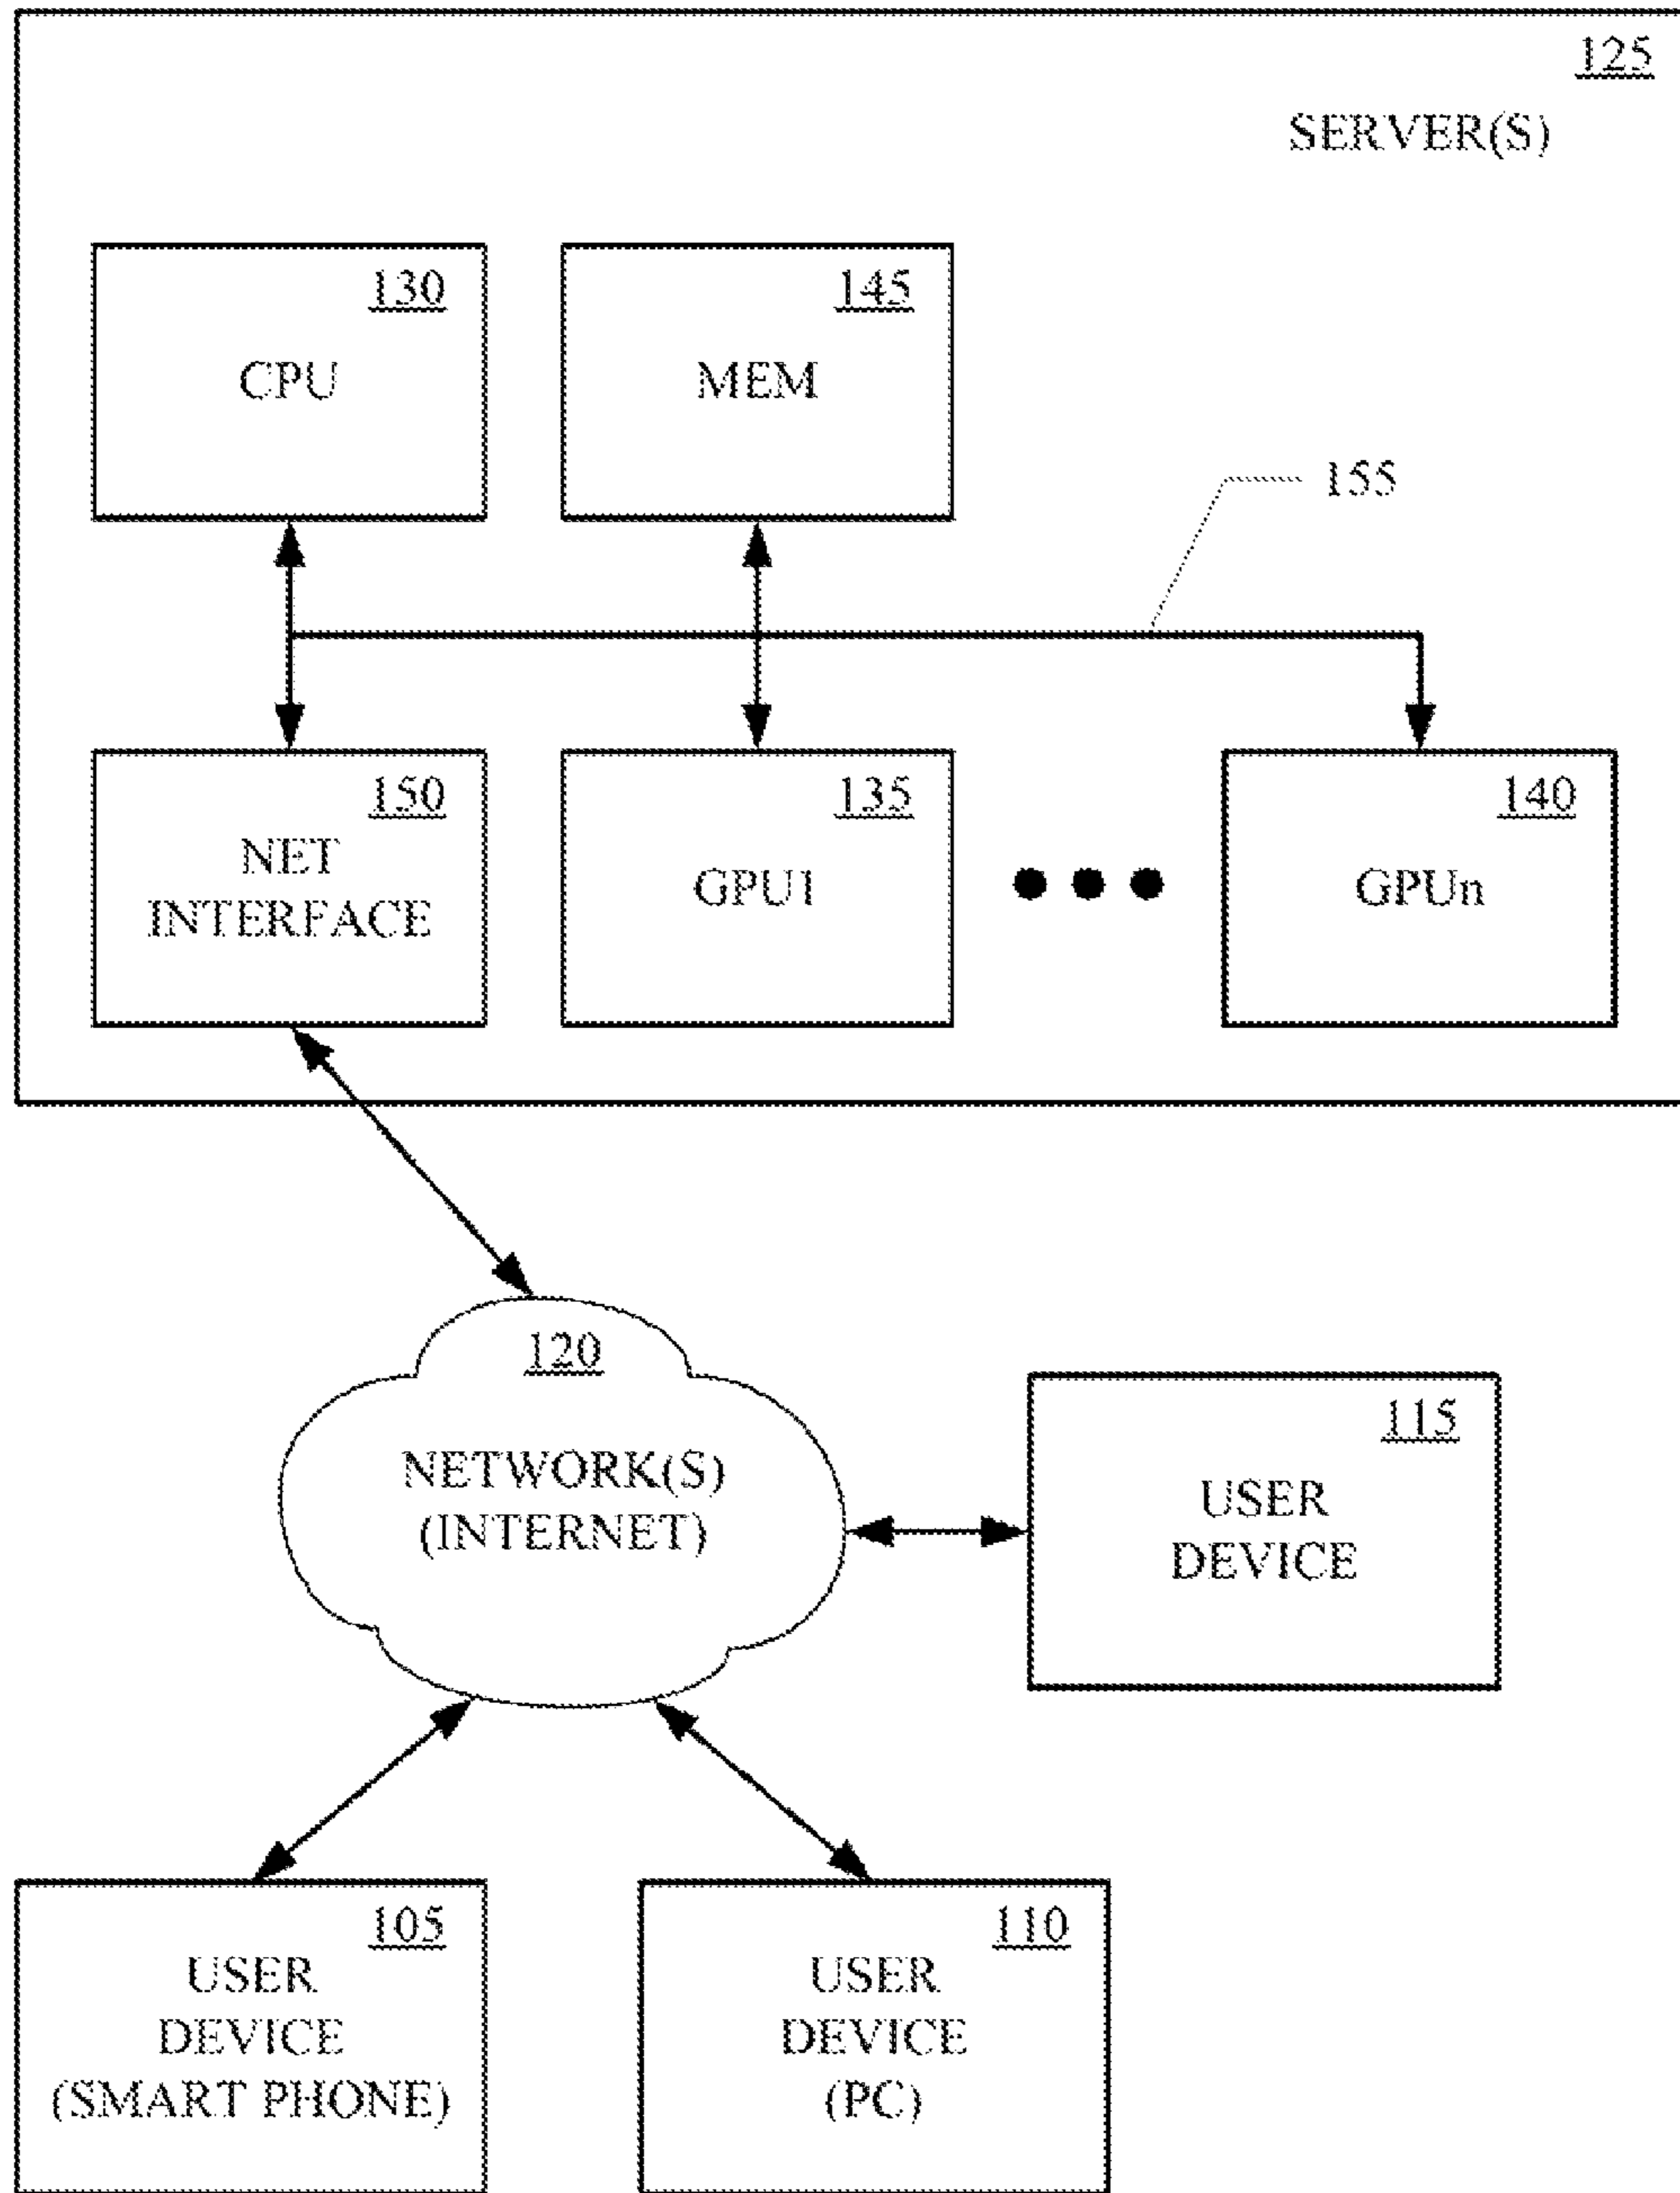 125
SERVER(S)
130
CPU
145
MEM
155
150
NET
INTERFACE
135
GPU1
140
GPUn
120
NETWORK(S)
(INTERNET)
115
USER
DEVICE
105
USER
DEVICE
(SMART PHONE)
110
USER
DEVICE
(PC)